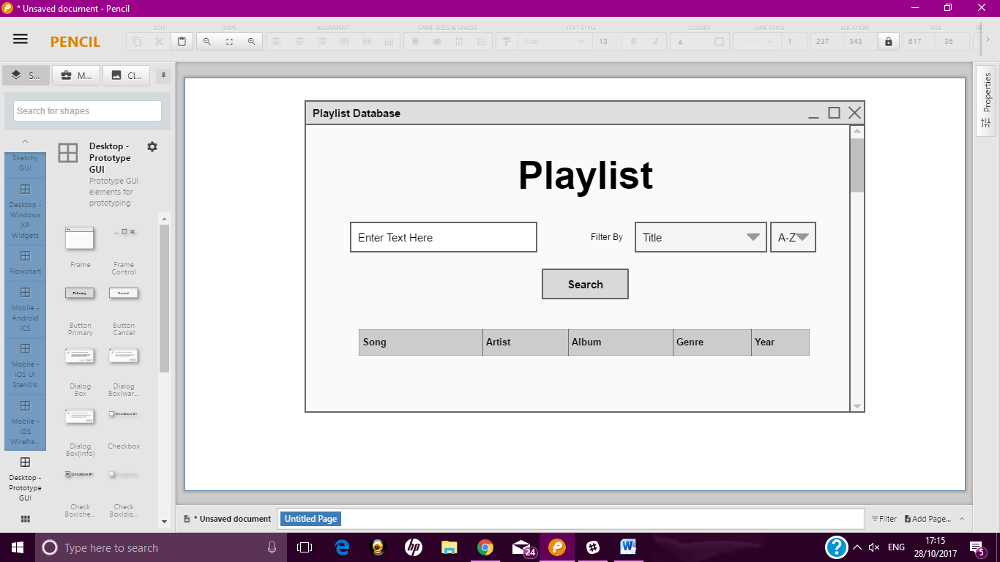 * Unsaved document - Pencil
EDIT
100%
ALIGNMENT
SAME SIZES & SPACES
TEXT STYLE
COLORS
LINE STYLE
LOCATION
SIZE
PENCIL
Arial
13
B
I
A
1
237
343
617
36
S...
M...
Cl...
Properties
Search for shapes
Sketchy GUI
Desktop - Windows XP Widgets
Flowchart
Mobile - Android ICS
Mobile - iOS UI Stencils
Mobile - iOS Wirefra...
Desktop - Prototype GUI
Desktop - Prototype GUI
Prototype GUI elements for prototyping
Frame
Frame Control
Primary
Cancel
Button Primary
Button Cancel
Dialog Box
Dialog Box(war...
Checkbox #1
Dialog Box(info)
Checkbox
Checkbox #1
Check Box(che...
Check Box(dis...
Playlist Database
Playlist
Enter Text Here
Filter By
Title
A-Z
Search
Song
Artist
Album
Genre
Year
* Unsaved document
Untitled Page
Filter
Add Page...
Type here to search
24
ENG
17:15
28/10/2017
5